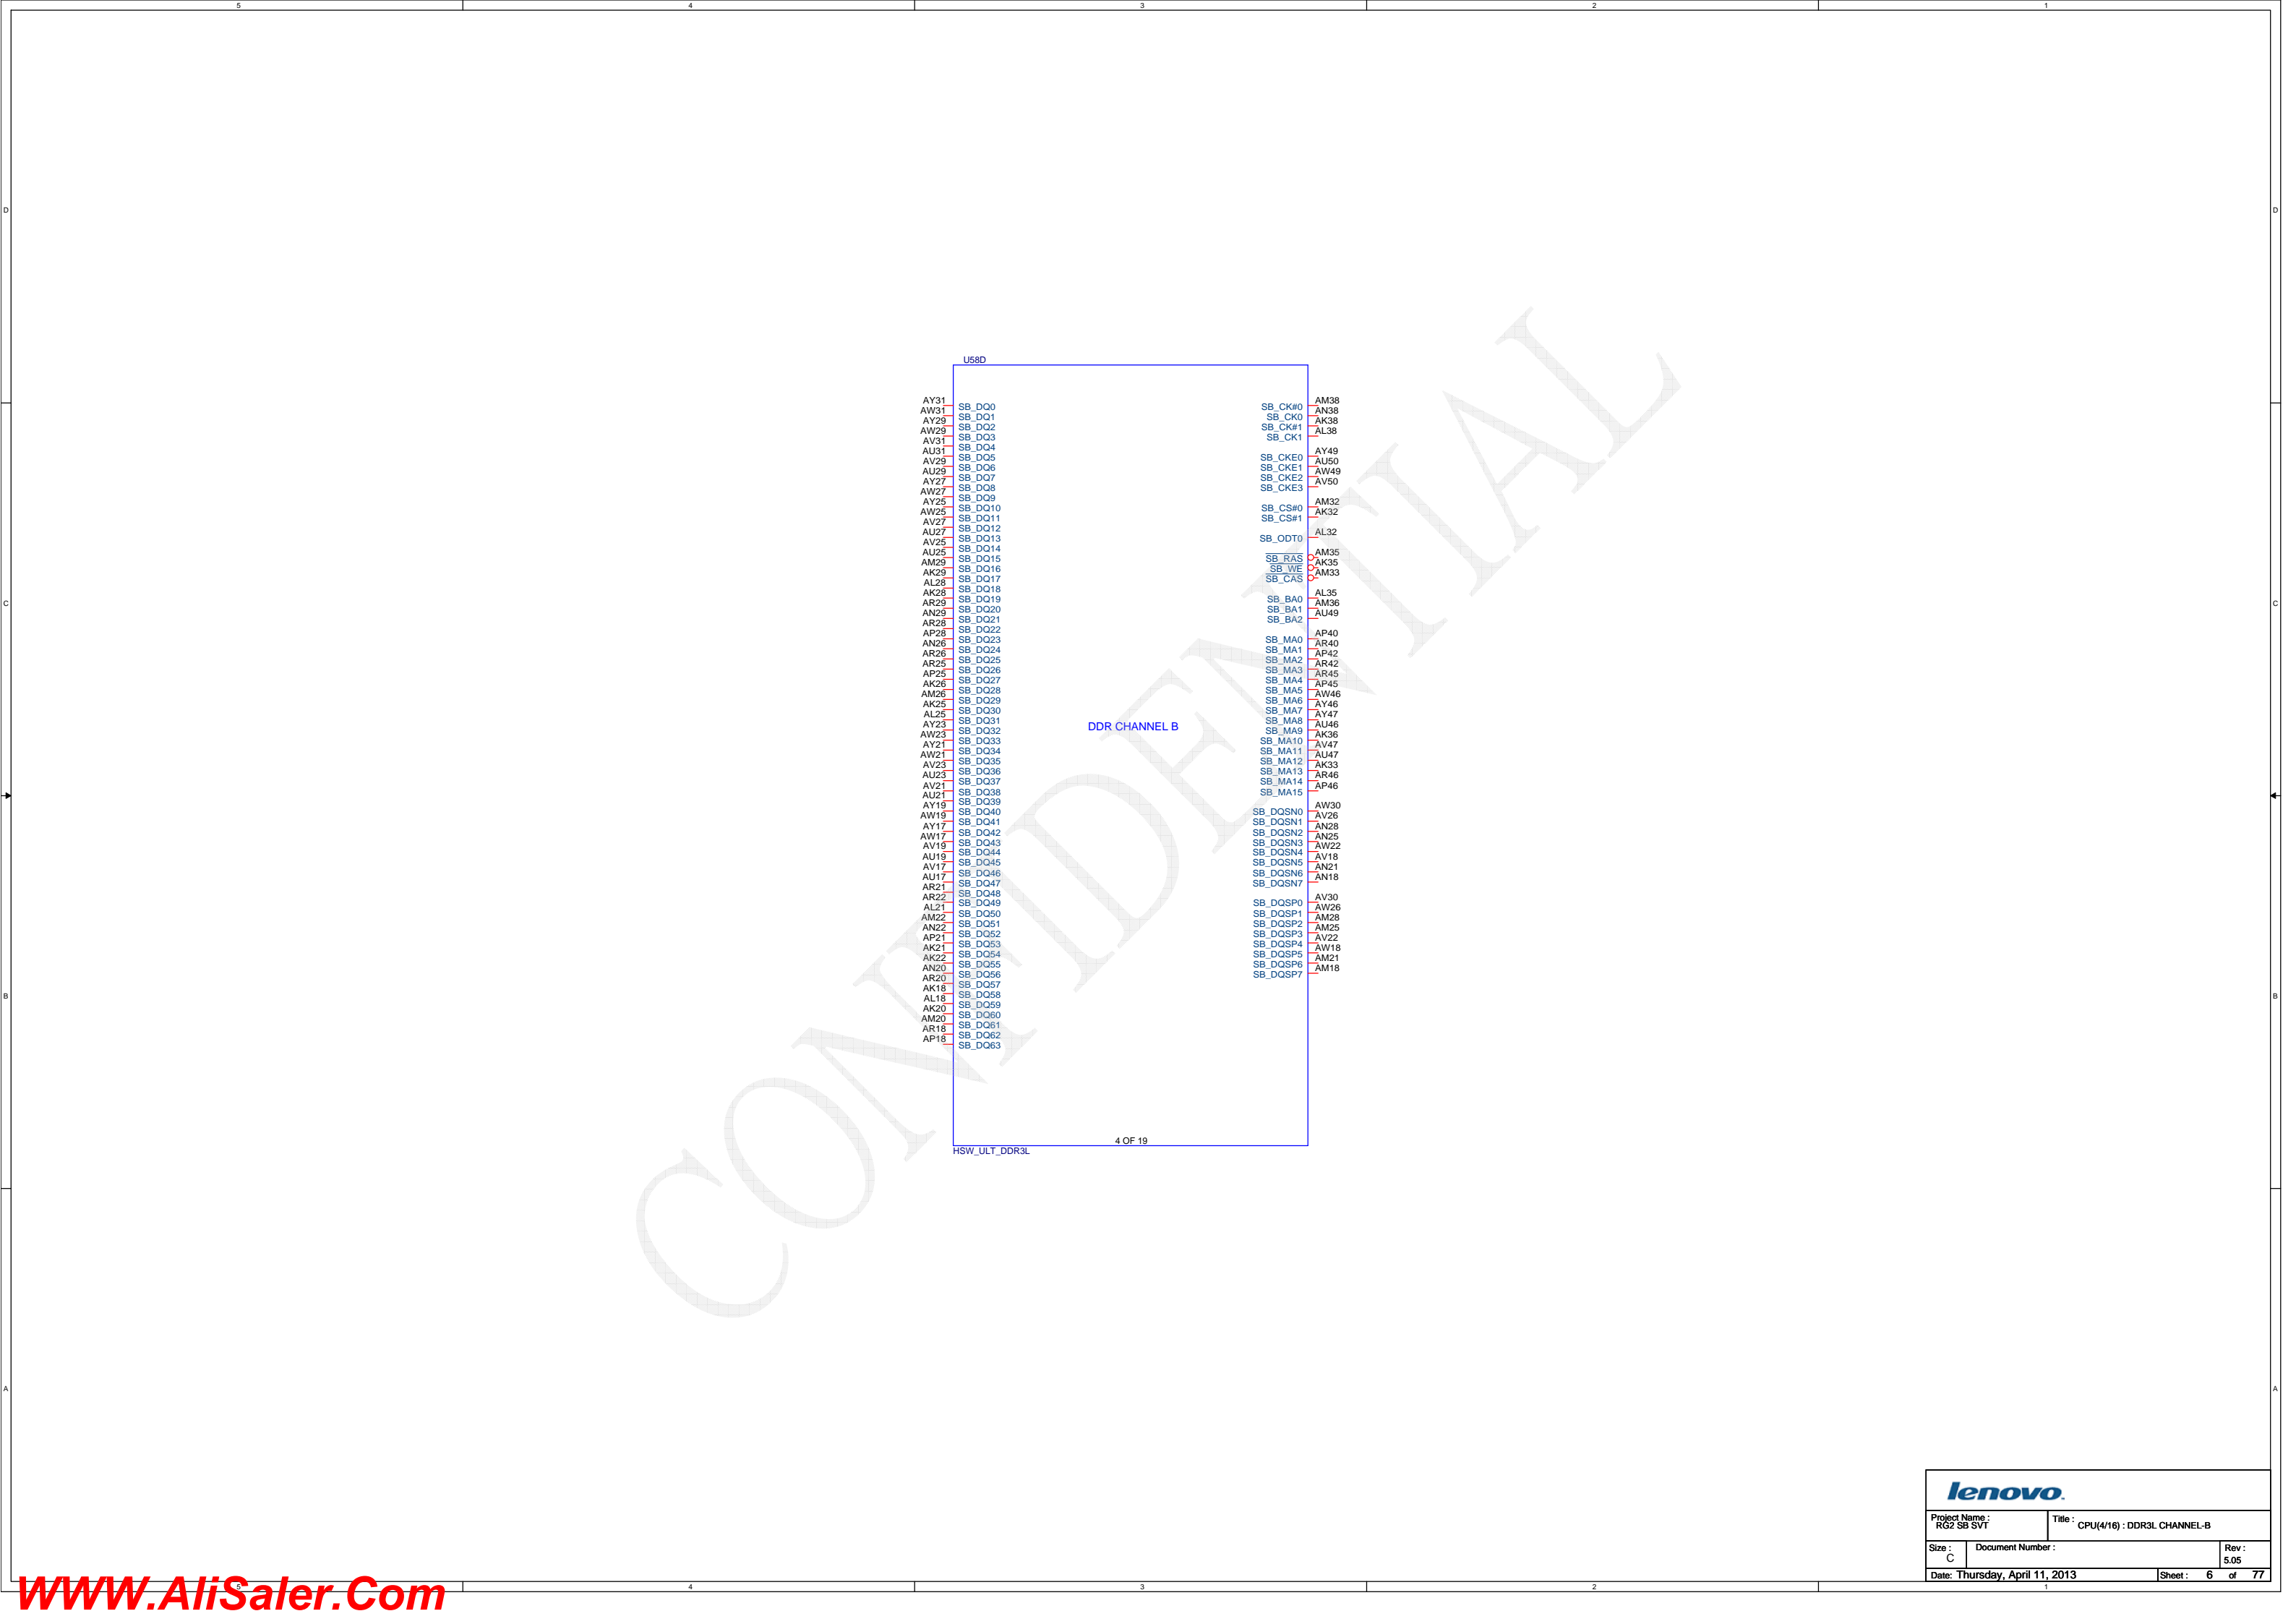 5 4 3 2 1
D D
C C
B B
A A
U58D
AY31 SB_DQ0
AW31 SB_DQ1
AY29 SB_DQ2
AW29 SB_DQ3
AV31 SB_DQ4
AU31 SB_DQ5
AV29 SB_DQ6
AU29 SB_DQ7
AY27 SB_DQ8
AW27 SB_DQ9
AY25 SB_DQ10
AW25 SB_DQ11
AV27 SB_DQ12
AU27 SB_DQ13
AV25 SB_DQ14
AU25 SB_DQ15
AM29 SB_DQ16
AK29 SB_DQ17
AL28 SB_DQ18
AK28 SB_DQ19
AR29 SB_DQ20
AN29 SB_DQ21
AR28 SB_DQ22
AP28 SB_DQ23
AN26 SB_DQ24
AR26 SB_DQ25
AR25 SB_DQ26
AP25 SB_DQ27
AK26 SB_DQ28
AM26 SB_DQ29
AK25 SB_DQ30
AL25 SB_DQ31
AY23 SB_DQ32
AW23 SB_DQ33
AY21 SB_DQ34
AW21 SB_DQ35
AV23 SB_DQ36
AU23 SB_DQ37
AV21 SB_DQ38
AU21 SB_DQ39
AY19 SB_DQ40
AW19 SB_DQ41
AY17 SB_DQ42
AW17 SB_DQ43
AV19 SB_DQ44
AU19 SB_DQ45
AV17 SB_DQ46
AU17 SB_DQ47
AR21 SB_DQ48
AR22 SB_DQ49
AL21 SB_DQ50
AM22 SB_DQ51
AN22 SB_DQ52
AP21 SB_DQ53
AK21 SB_DQ54
AK22 SB_DQ55
AN20 SB_DQ56
AR20 SB_DQ57
AK18 SB_DQ58
AL18 SB_DQ59
AK20 SB_DQ60
AM20 SB_DQ61
AR18 SB_DQ62
AP18 SB_DQ63
DDR CHANNEL B
SB_CK#0 AM38
SB_CK0 AN38
SB_CK#1 AK38
SB_CK1 AL38
SB_CKE0 AY49
SB_CKE1 AU50
SB_CKE2 AW49
SB_CKE3 AV50
SB_CS#0 AM32
SB_CS#1 AK32
SB_ODT0 AL32
SB_RAS AM35
SB_WE AK35
SB_CAS AM33
SB_BA0 AL35
SB_BA1 AM36
SB_BA2 AU49
SB_MA0 AP40
SB_MA1 AR40
SB_MA2 AP42
SB_MA3 AR42
SB_MA4 AR45
SB_MA5 AP45
SB_MA6 AW46
SB_MA7 AY46
SB_MA8 AY47
SB_MA9 AU46
SB_MA10 AK36
SB_MA11 AV47
SB_MA12 AU47
SB_MA13 AK33
SB_MA14 AR46
SB_MA15 AP46
SB_DQSN0 AW30
SB_DQSN1 AV26
SB_DQSN2 AN28
SB_DQSN3 AN25
SB_DQSN4 AW22
SB_DQSN5 AV18
SB_DQSN6 AN21
SB_DQSN7 AN18
SB_DQSP0 AV30
SB_DQSP1 AW26
SB_DQSP2 AM28
SB_DQSP3 AM25
SB_DQSP4 AV22
SB_DQSP5 AW18
SB_DQSP6 AM21
SB_DQSP7 AM18
4 OF 19
HSW_ULT_DDR3L
CONFIDENTIAL
lenovo
Project Name :
RG2 SB SVT
Title : CPU(4/16) : DDR3L CHANNEL-B
Size :
C
Document Number :
Rev :
5.05
Date: Thursday, April 11, 2013
Sheet : 6 of 77
5 4 3 2 1
WWW.AliSaler.Com